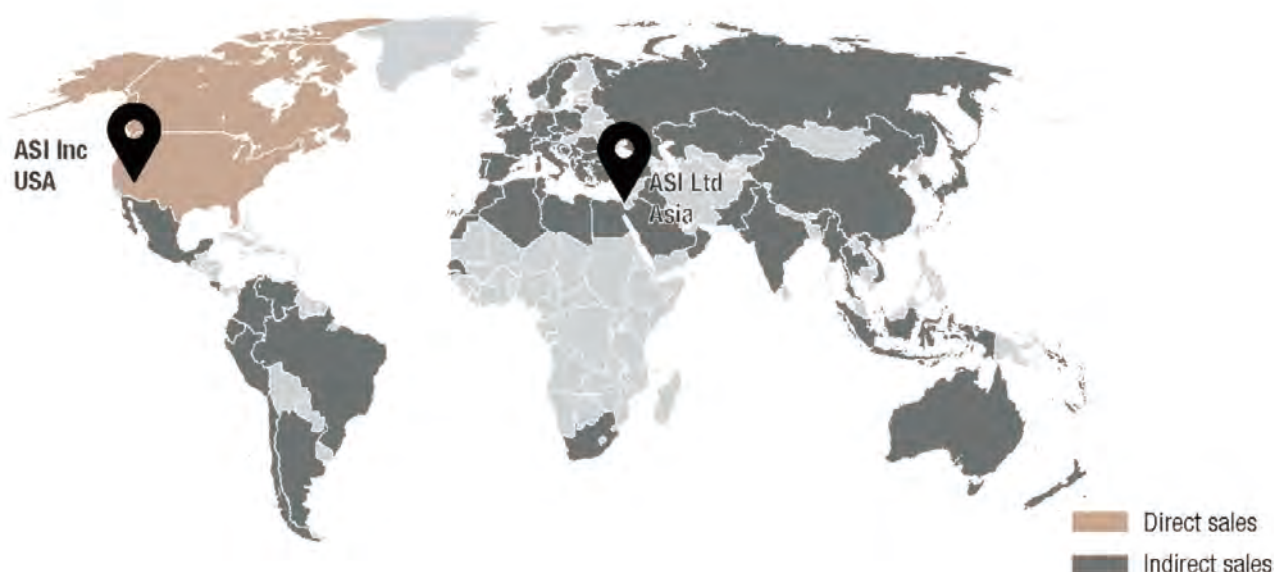 ASI Inc
USA
ASI Ltd
Asia
Direct sales
Indirect sales